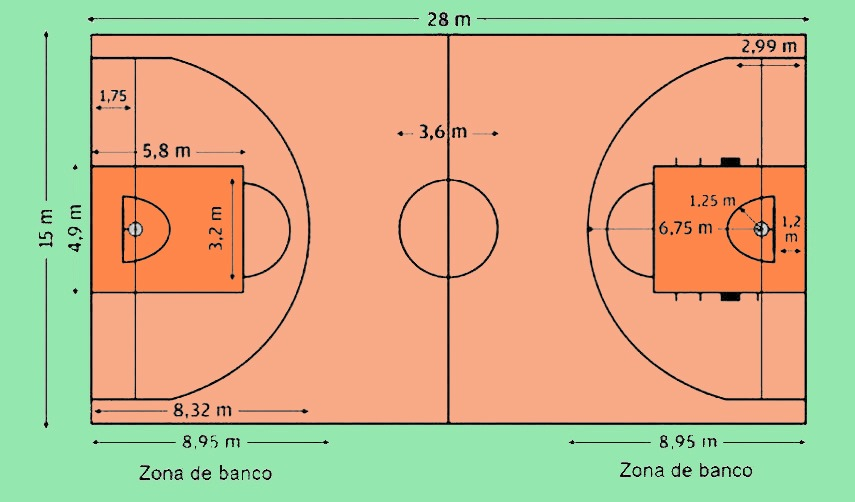 28 m
2,99 m
1,75
3,6 m
5,8 m
1,25 m
15 m
4,9 m
3,2 m
6,75 m
1,2
m
8,32 m
8,95 m
8,95 m
Zona de banco
Zona de banco